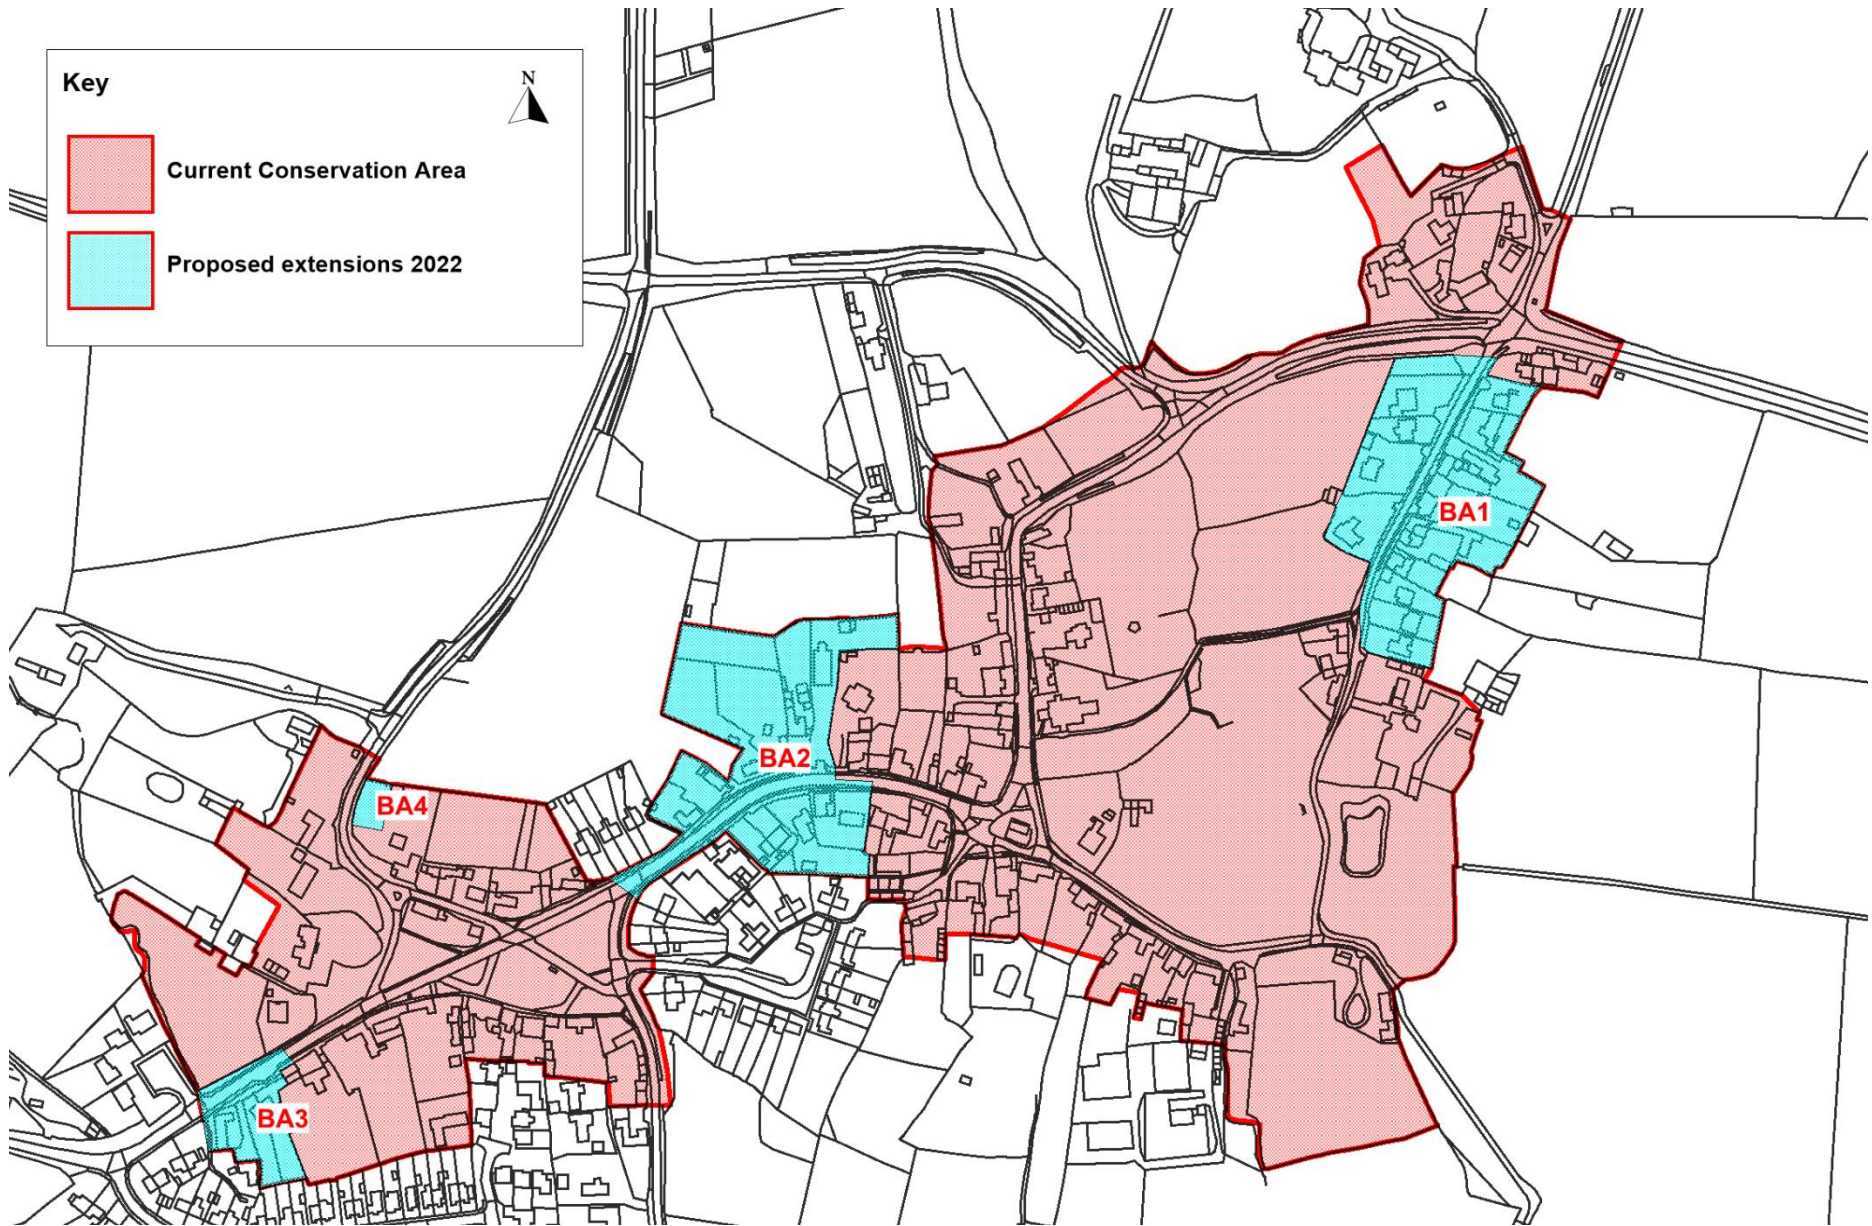 Key
N
Current Conservation Area
Proposed extensions 2022
BA1
BA2
BA4
BA3